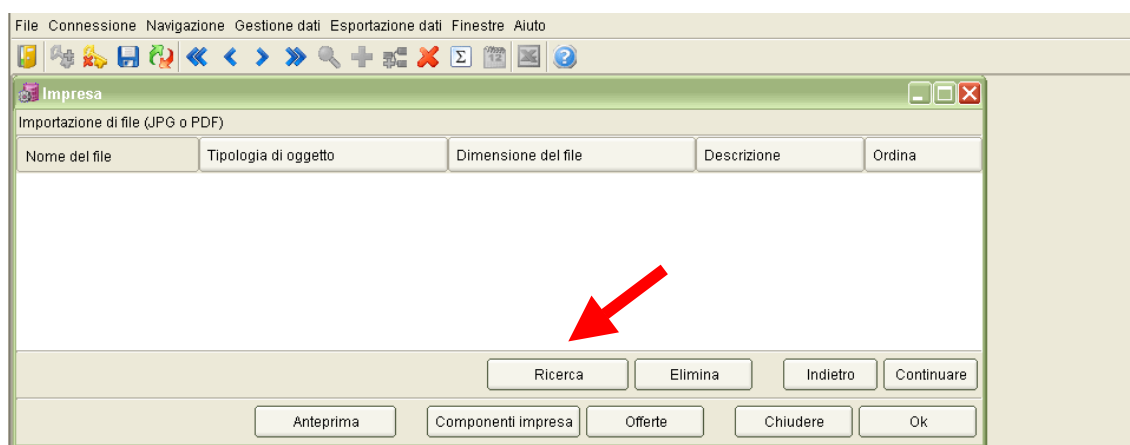 File Connessione Navigazione Gestione dati Esportazione dati Finestre Aiuto
Σ 12
Impresa
Importazione di file (JPG o PDF)
Nome del file Tipologia di oggetto Dimensione del file Descrizione Ordina
Ricerca Elimina Indietro Continuare
Anteprima Componenti impresa Offerte Chiudere Ok